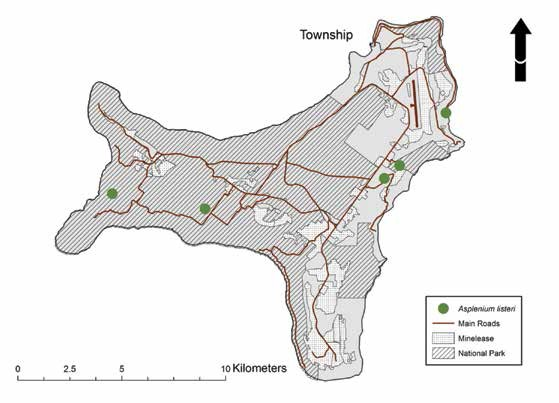 Township
Asplenium listeri
Main Roads
Minelease
National Park
0 2.5 5 10 Kilometers